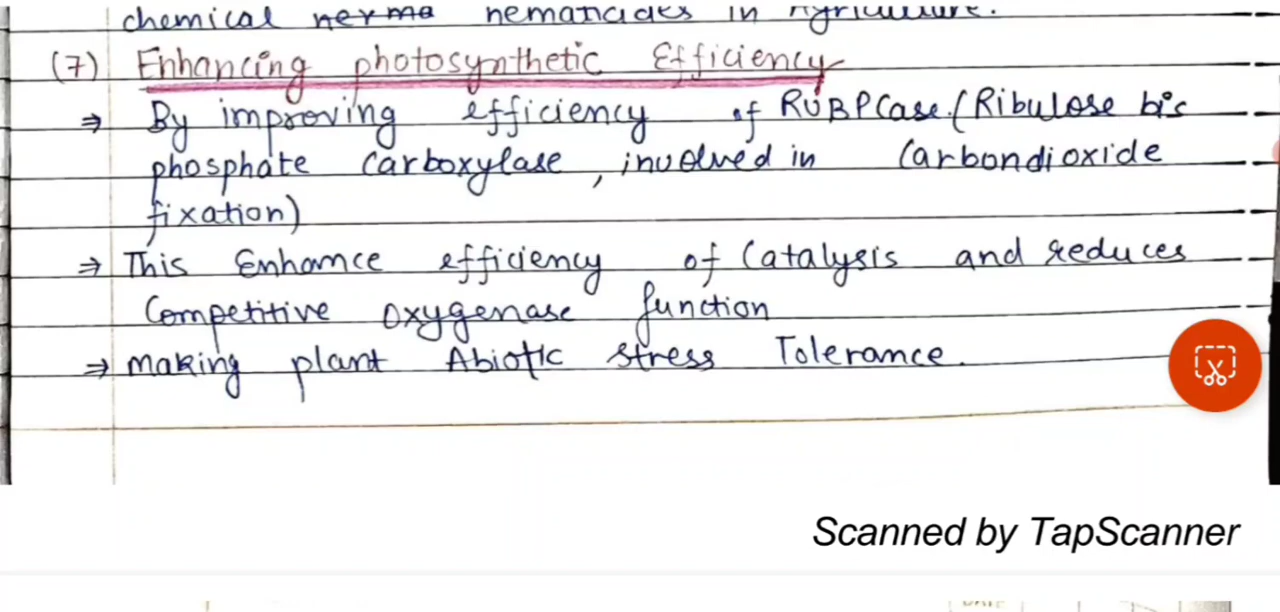 chemical nerma nematicides in Agriculture.
(7) Enhancing photosynthetic Efficiency
⇒ By improving efficiency of RUBPCase. (Ribulose bis
phosphate carboxylase, involved in Carbondioxide
fixation)
⇒ This Enhance efficiency of Catalysis and reduces
Competitive oxygenase function
⇒ making plant Abiotic stress Tolerance.
Scanned by TapScanner